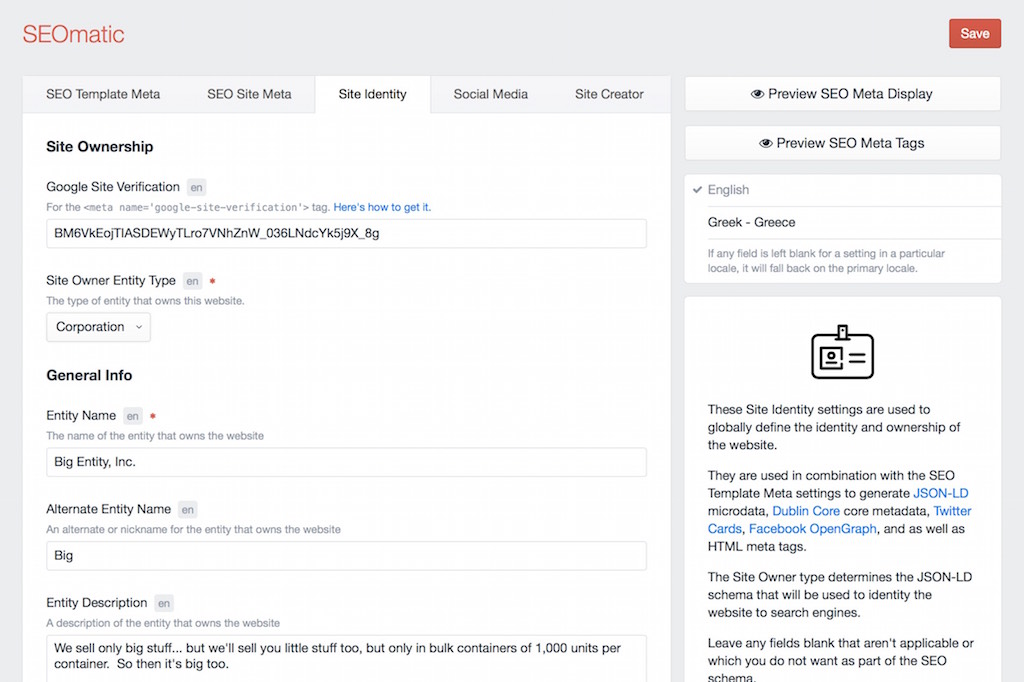 SEOmatic
Save
SEO Template Meta
SEO Site Meta
Site Identity
Social Media
Site Creator
Site Ownership
Google Site Verification en
For the <meta name='google-site-verification'> tag. Here's how to get it.
BM6VkEojTIASDEWyTLro7VNhZnW_036LNdcYk5j9X_8g
Site Owner Entity Type en *
The type of entity that owns this website.
Corporation
General Info
Entity Name en *
The name of the entity that owns the website
Big Entity, Inc.
Alternate Entity Name en
An alternate or nickname for the entity that owns the website
Big
Entity Description en
A description of the entity that owns the website
We sell only big stuff... but we'll sell you little stuff too, but only in bulk containers of 1,000 units per
container.  So then it's big too.
Preview SEO Meta Display
Preview SEO Meta Tags
English
Greek - Greece
If any field is left blank for a setting in a particular
locale, it will fall back on the primary locale.
These Site Identity settings are used to
globally define the identity and ownership of
the website.
They are used in combination with the SEO
Template Meta settings to generate JSON-LD
microdata, Dublin Core core metadata, Twitter
Cards, Facebook OpenGraph, and as well as
HTML meta tags.
The Site Owner type determines the JSON-LD
schema that will be used to identity the
website to search engines.
Leave any fields blank that aren't applicable or
which you do not want as part of the SEO
schema.